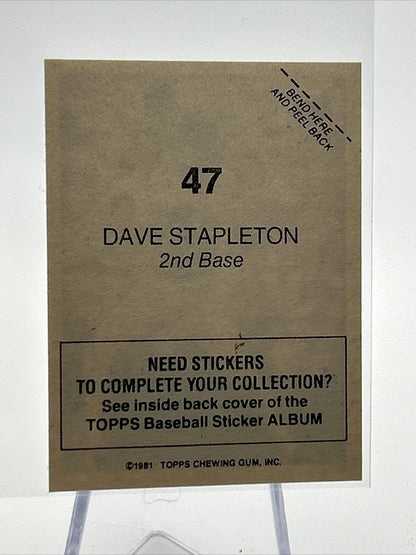 BEND HERE
AND PEEL BACK
47
DAVE STAPLETON
2nd Base
NEED STICKERS
TO COMPLETE YOUR COLLECTION?
See inside back cover of the
TOPPS Baseball Sticker ALBUM
©1981 TOPPS CHEWING GUM, INC.